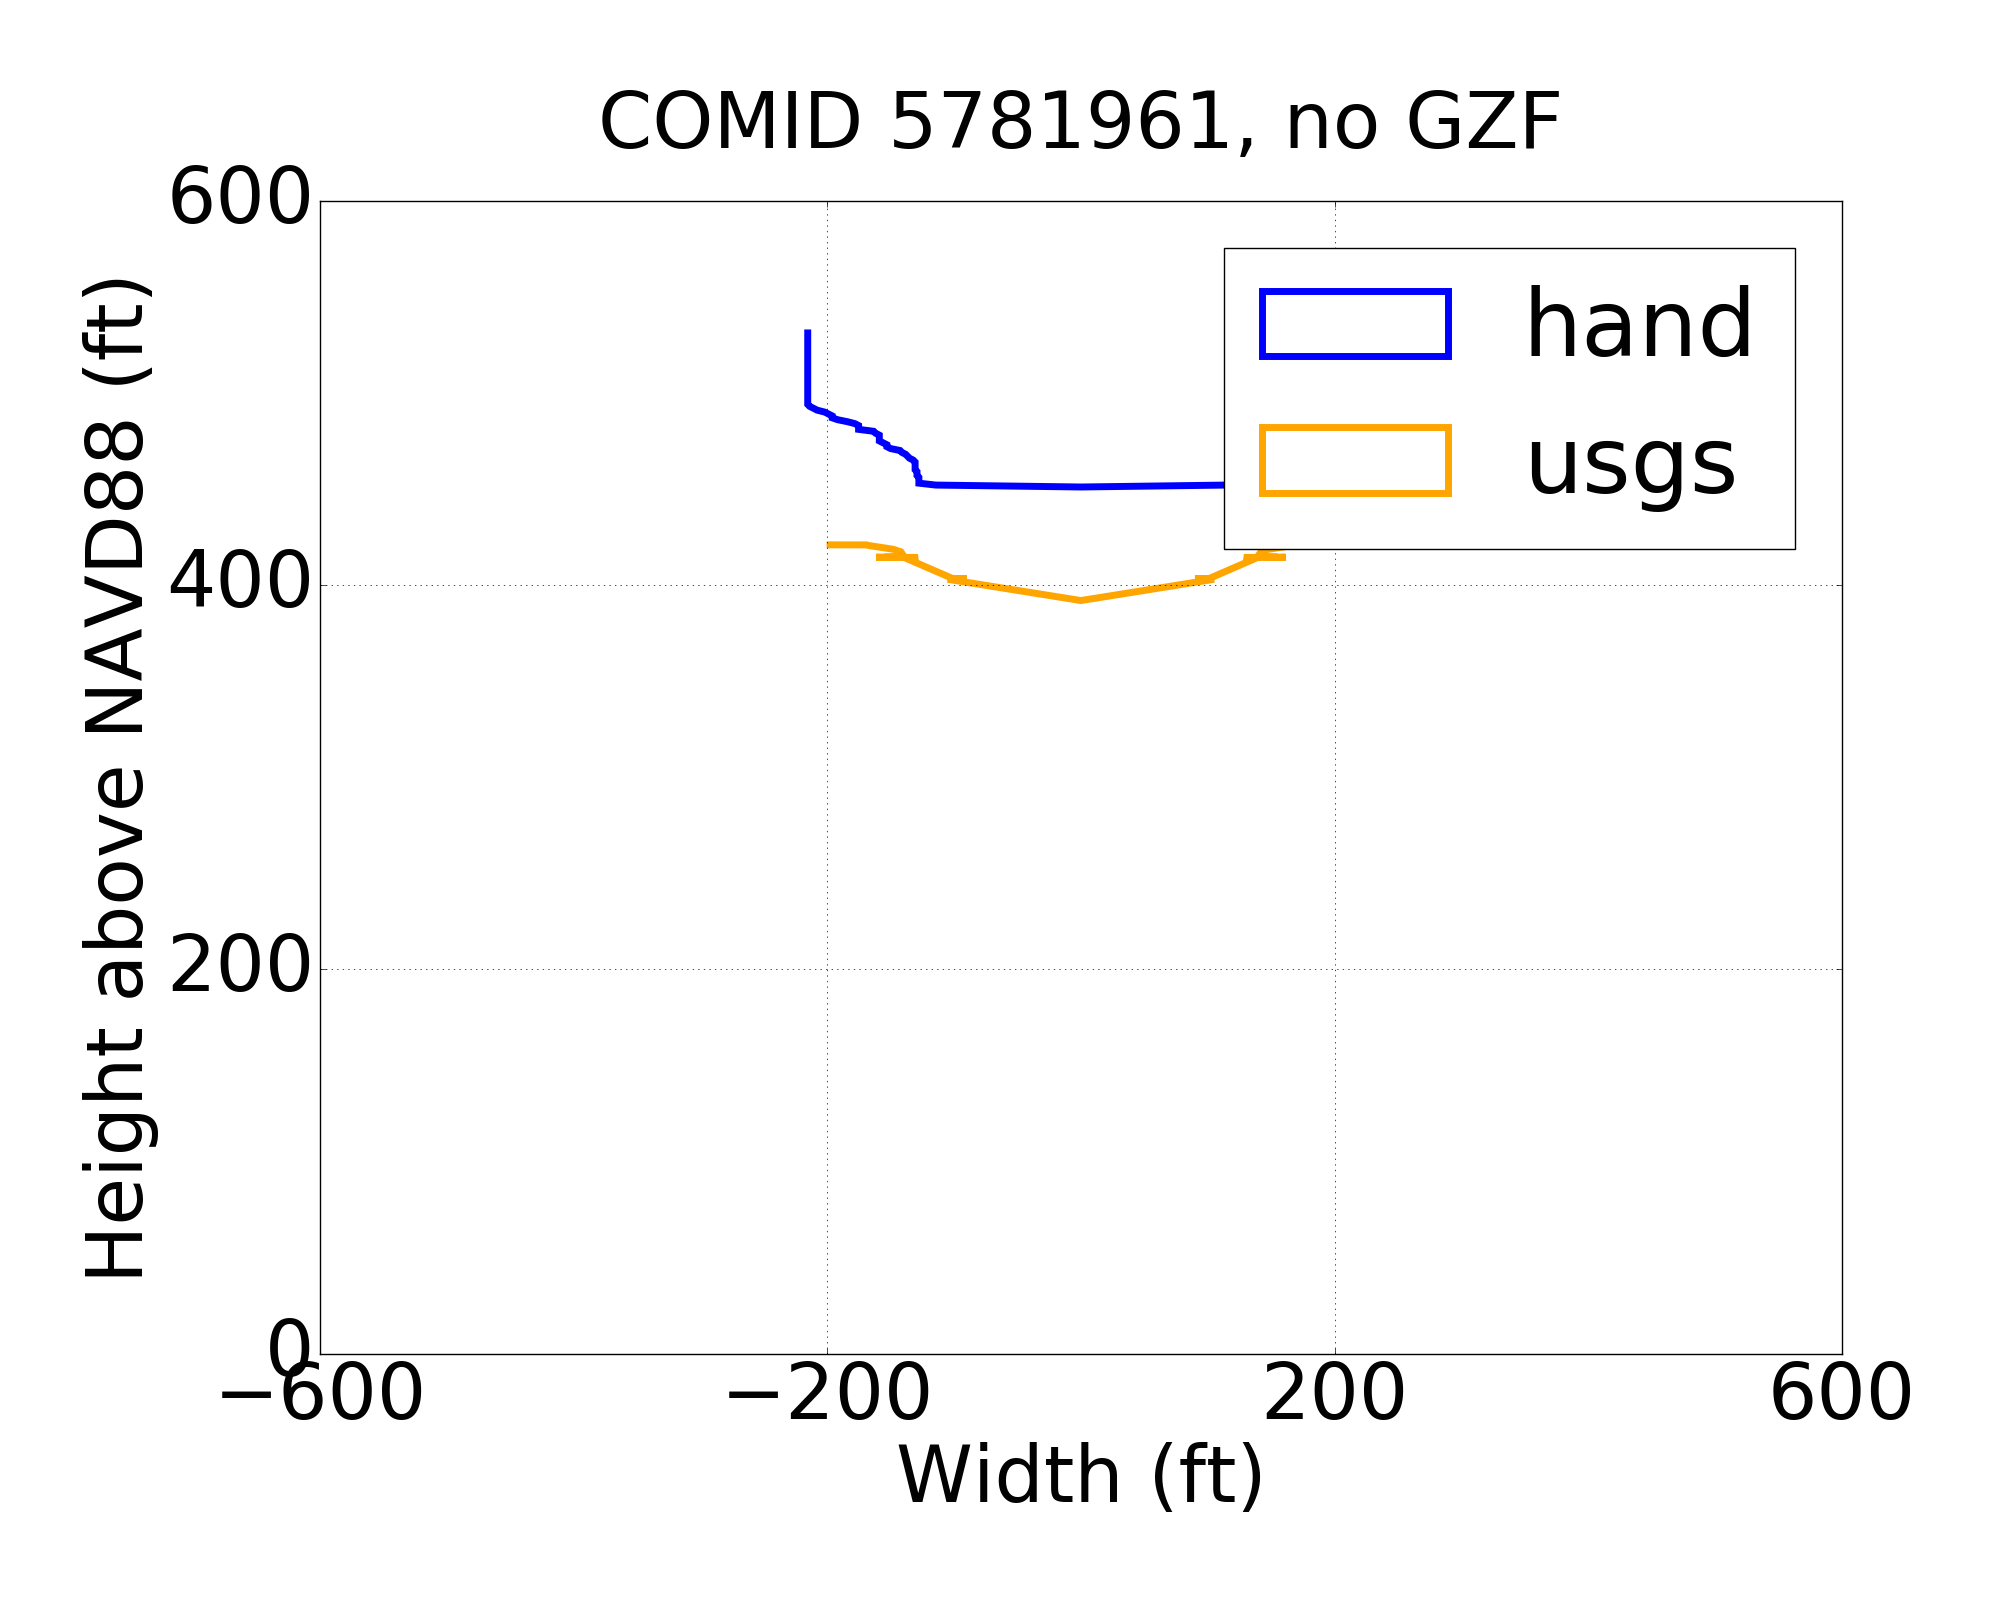 COMID 5781961, no GZF
600
400
200
0
Height above NAVD88 (ft)
hand
usgs
−600 −200 200 600
Width (ft)